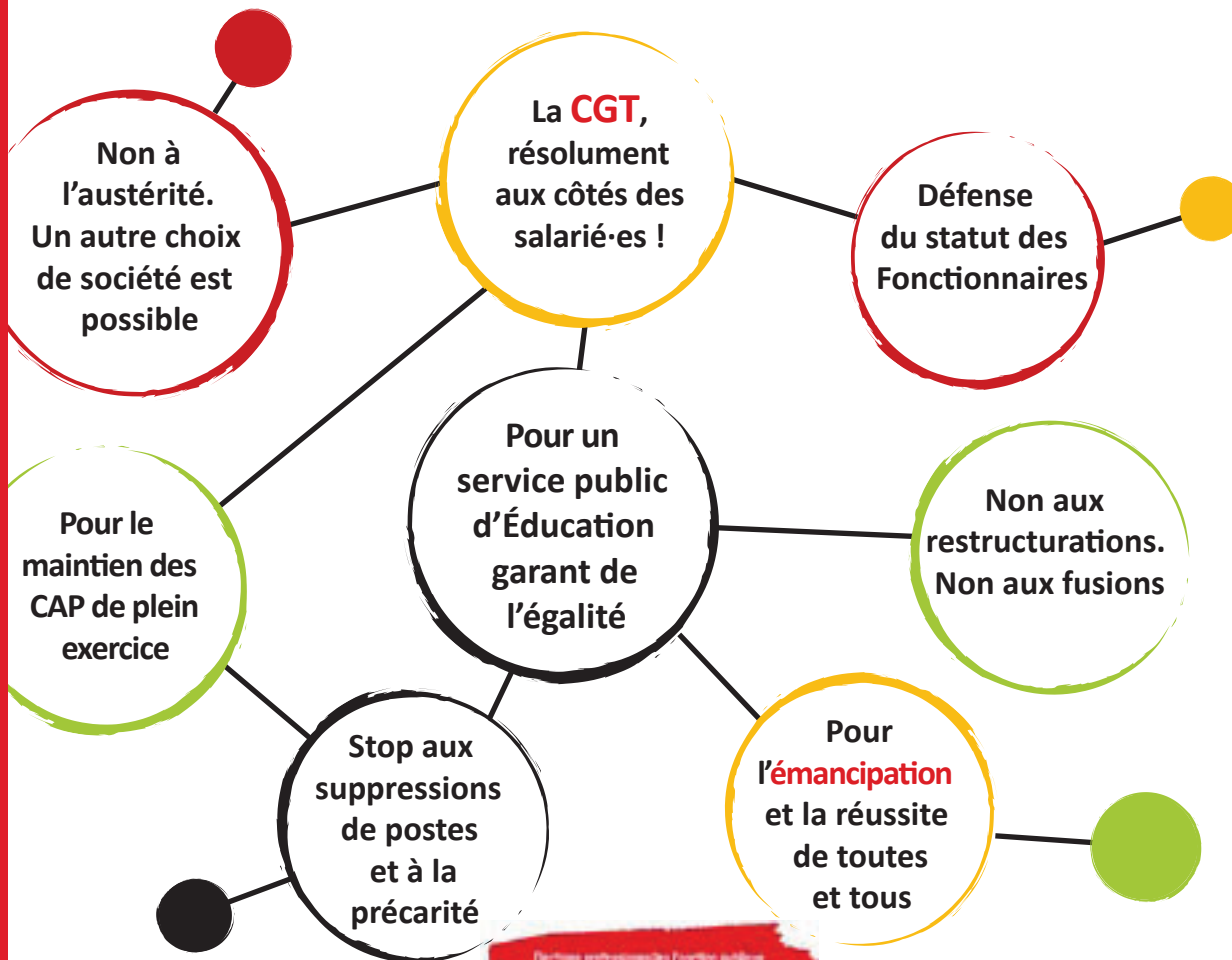 La CGT,
résolument
aux côtés des
salarié·es !
Non à
l’austérité.
Un autre choix
de société est
possible
Défense
du statut des
Fonctionnaires
Pour un
service public
d’Éducation
garant de
l’égalité
Non aux
restructurations.
Non aux fusions
Pour le
maintien des
CAP de plein
exercice
Stop aux
suppressions
de postes
et à la
précarité
Pour
l’émancipation
et la réussite
de toutes
et tous